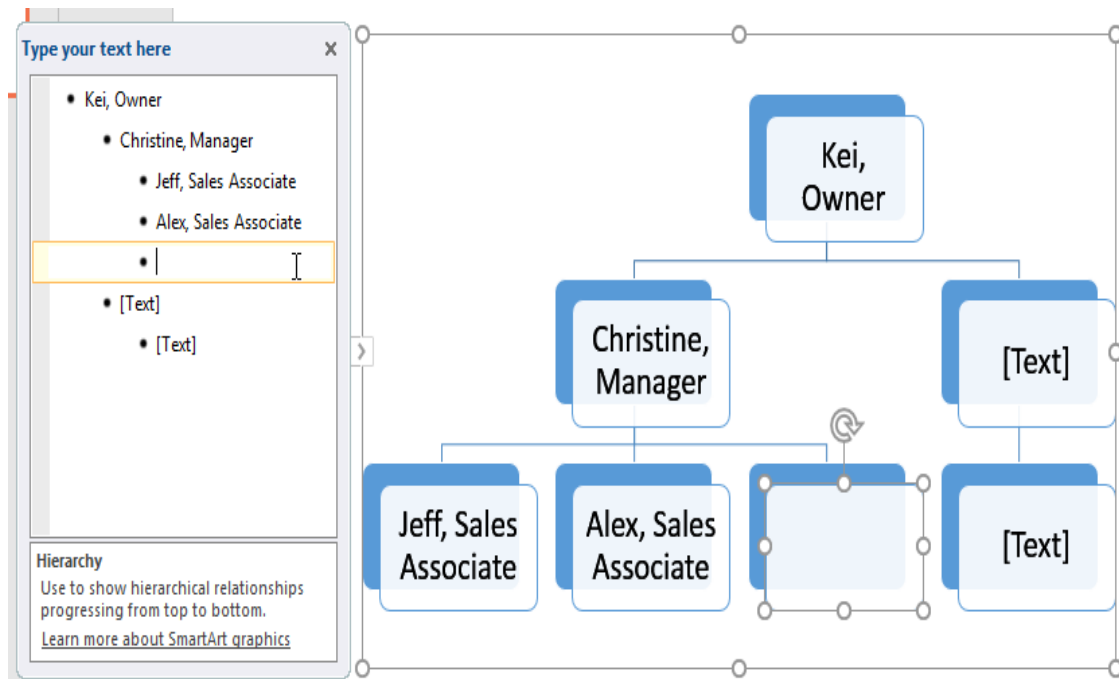 Type your text here
Kei, Owner
Christine, Manager
Jeff, Sales Associate
Alex, Sales Associate
[Text]
[Text]
Hierarchy
Use to show hierarchical relationships
progressing from top to bottom.
Learn more about SmartArt graphics
Kei,
Owner
Christine,
Manager
[Text]
Jeff, Sales
Associate
Alex, Sales
Associate
[Text]